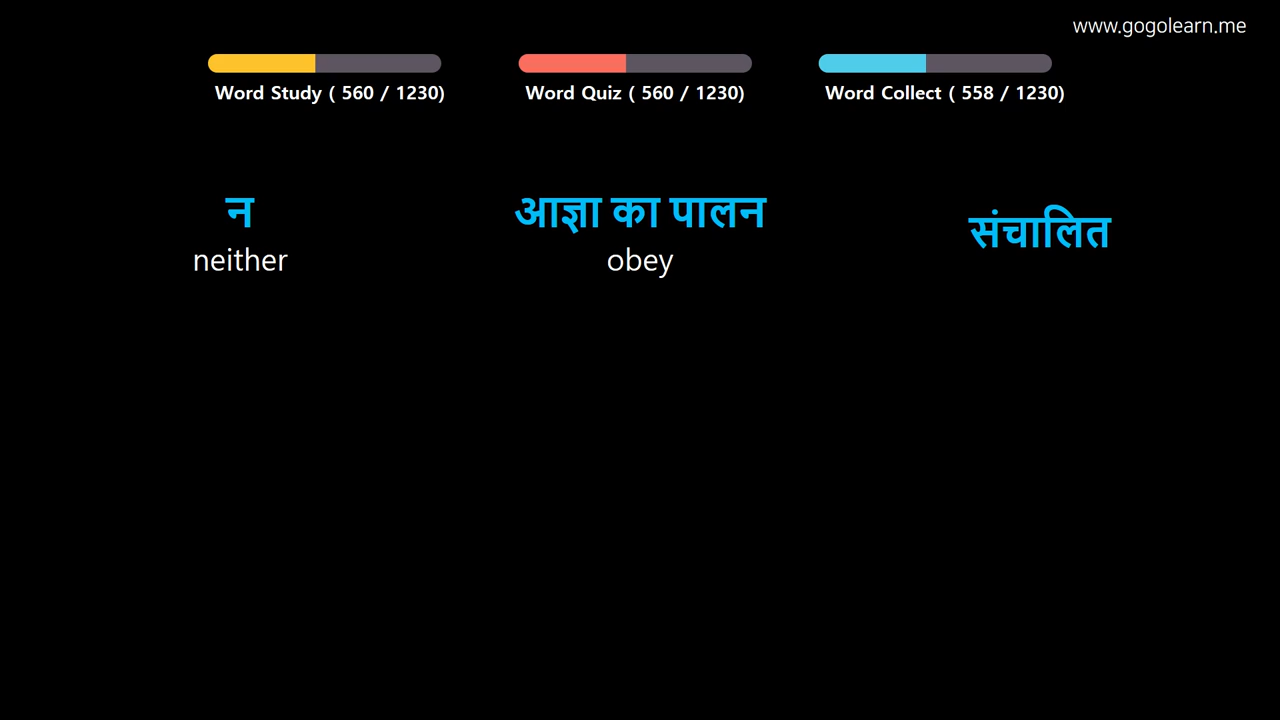 www.gogolearn.me
Word Study ( 560 / 1230)
Word Quiz ( 560 / 1230)
Word Collect ( 558 / 1230)
न
neither
आज्ञा का पालन
obey
संचालित